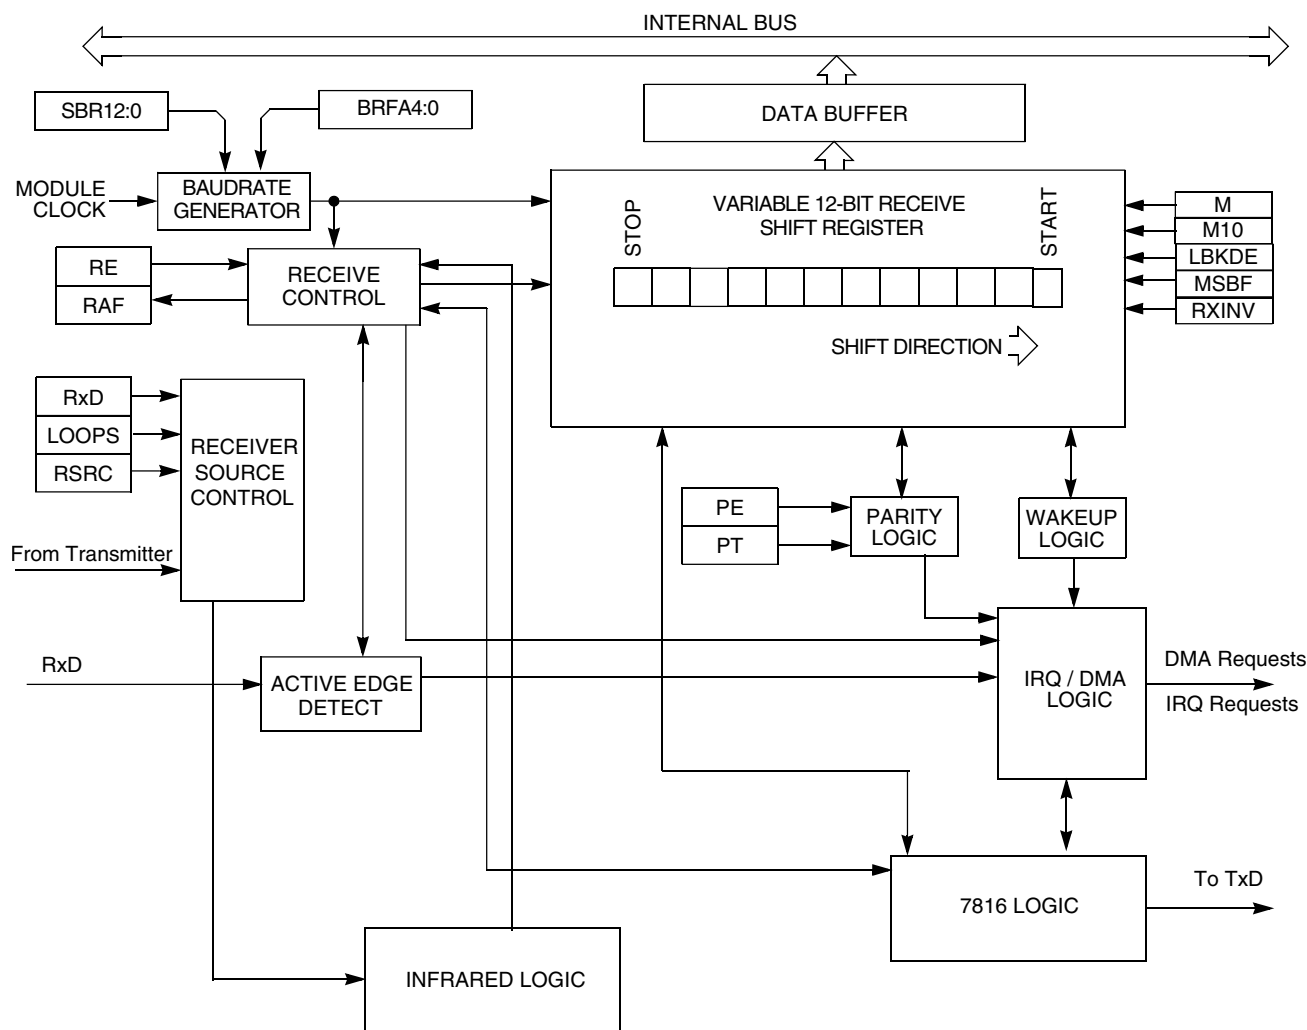 INTERNAL BUS
SBR12:0
BRFA4:0
DATA BUFFER
MODULE
CLOCK
BAUDRATE
GENERATOR
VARIABLE 12-BIT RECEIVE
SHIFT REGISTER
STOP
START
M
M10
LBKDE
MSBF
RXINV
RE
RAF
RECEIVE
CONTROL
SHIFT DIRECTION
RxD
LOOPS
RSRC
RECEIVER
SOURCE
CONTROL
From Transmitter
PE
PT
PARITY
LOGIC
WAKEUP
LOGIC
RxD
ACTIVE EDGE
DETECT
IRQ / DMA
LOGIC
DMA Requests
IRQ Requests
7816 LOGIC
To TxD
INFRARED LOGIC